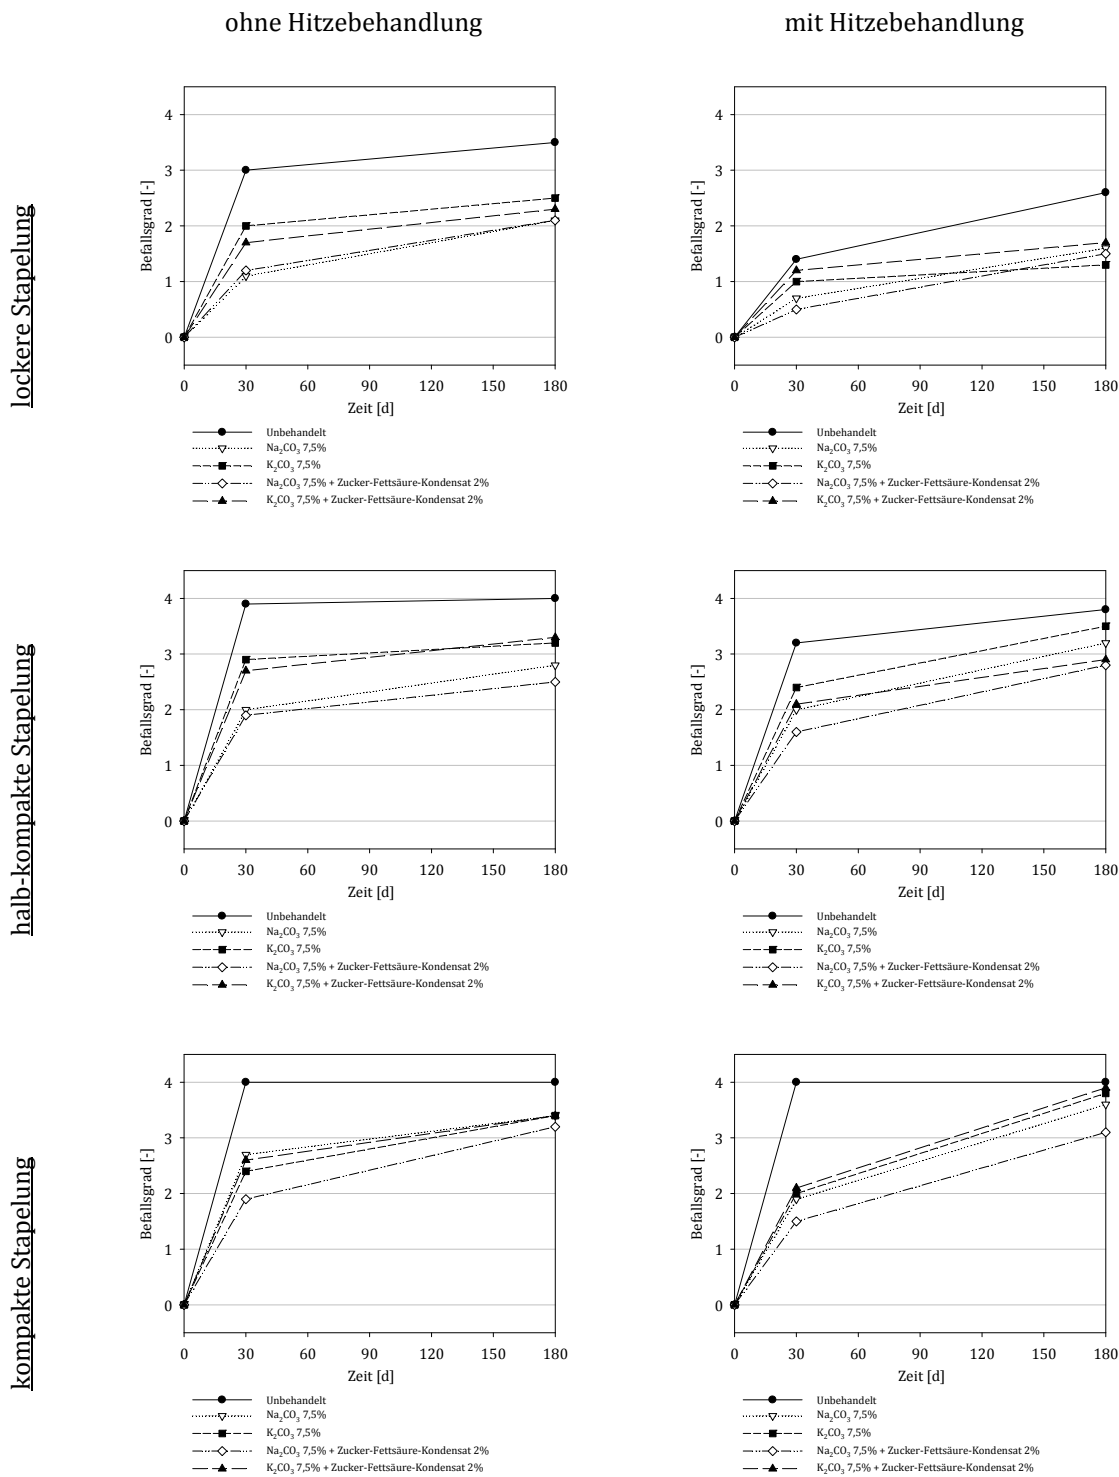 ohne Hitzebehandlung
mit Hitzebehandlung
lockere Stapelung
Befallsgrad [-]
4
3
2
1
0
0 30 60 90 120 150 180
Zeit [d]
Unbehandelt
Na₂CO₃ 7,5%
K₂CO₃ 7,5%
Na₂CO₃ 7,5% + Zucker-Fettsäure-Kondensat 2%
K₂CO₃ 7,5% + Zucker-Fettsäure-Kondensat 2%
Befallsgrad [-]
4
3
2
1
0
0 30 60 90 120 150 180
Zeit [d]
Unbehandelt
Na₂CO₃ 7,5%
K₂CO₃ 7,5%
Na₂CO₃ 7,5% + Zucker-Fettsäure-Kondensat 2%
K₂CO₃ 7,5% + Zucker-Fettsäure-Kondensat 2%
halb-kompakte Stapelung
Befallsgrad [-]
4
3
2
1
0
0 30 60 90 120 150 180
Zeit [d]
Unbehandelt
Na₂CO₃ 7,5%
K₂CO₃ 7,5%
Na₂CO₃ 7,5% + Zucker-Fettsäure-Kondensat 2%
K₂CO₃ 7,5% + Zucker-Fettsäure-Kondensat 2%
Befallsgrad [-]
4
3
2
1
0
0 30 60 90 120 150 180
Zeit [d]
Unbehandelt
Na₂CO₃ 7,5%
K₂CO₃ 7,5%
Na₂CO₃ 7,5% + Zucker-Fettsäure-Kondensat 2%
K₂CO₃ 7,5% + Zucker-Fettsäure-Kondensat 2%
kompakte Stapelung
Befallsgrad [-]
4
3
2
1
0
0 30 60 90 120 150 180
Zeit [d]
Unbehandelt
Na₂CO₃ 7,5%
K₂CO₃ 7,5%
Na₂CO₃ 7,5% + Zucker-Fettsäure-Kondensat 2%
K₂CO₃ 7,5% + Zucker-Fettsäure-Kondensat 2%
Befallsgrad [-]
4
3
2
1
0
0 30 60 90 120 150 180
Zeit [d]
Unbehandelt
Na₂CO₃ 7,5%
K₂CO₃ 7,5%
Na₂CO₃ 7,5% + Zucker-Fettsäure-Kondensat 2%
K₂CO₃ 7,5% + Zucker-Fettsäure-Kondensat 2%